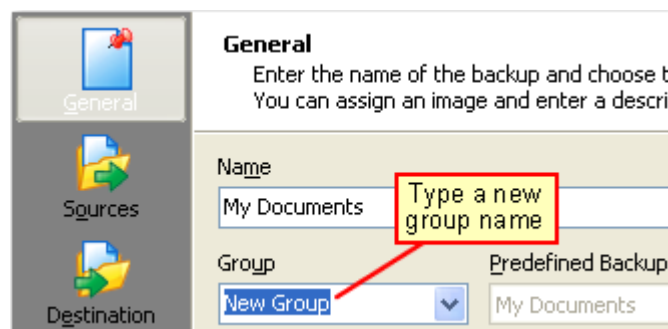 General
General
Enter the name of the backup and choose t
You can assign an image and enter a descri
Sources
Name
My Documents
Type a new
group name
Destination
Group
New Group
Predefined Backup
My Documents